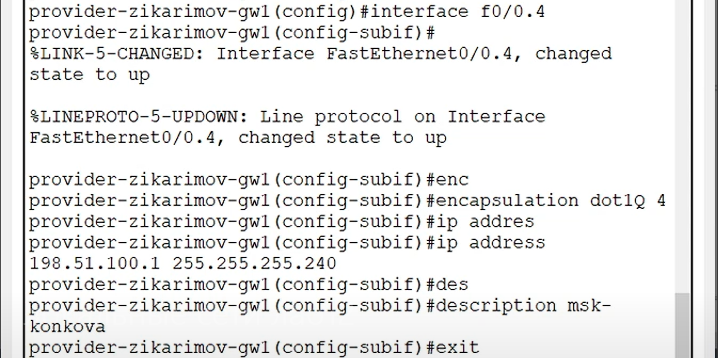 provider-zikarimov-gw1(config)#interface f0/0.4
provider-zikarimov-gw1(config-subif)#
%LINK-5-CHANGED: Interface FastEthernet0/0.4, changed
state to up
%LINEPROTO-5-UPDOWN: Line protocol on Interface
FastEthernet0/0.4, changed state to up
provider-zikarimov-gw1(config-subif)#enc
provider-zikarimov-gw1(config-subif)#encapsulation dot1Q 4
provider-zikarimov-gw1(config-subif)#ip addres
provider-zikarimov-gw1(config-subif)#ip address
198.51.100.1 255.255.255.240
provider-zikarimov-gw1(config-subif)#des
provider-zikarimov-gw1(config-subif)#description msk-
konkova
provider-zikarimov-gw1(config-subif)#exit